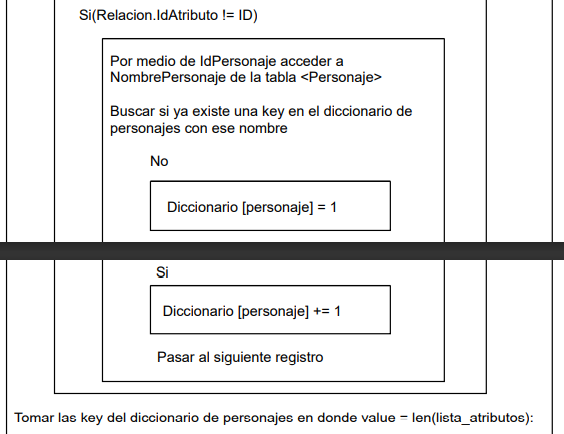 Si(Relacion.IdAtributo != ID)
Por medio de IdPersonaje acceder a
NombrePersonaje de la tabla <Personaje>
Buscar si ya existe una key en el diccionario de
personajes con ese nombre
No
Diccionario [personaje] = 1
Si
Diccionario [personaje] += 1
Pasar al siguiente registro
Tomar las key del diccionario de personajes en donde value = len(lista_atributos):